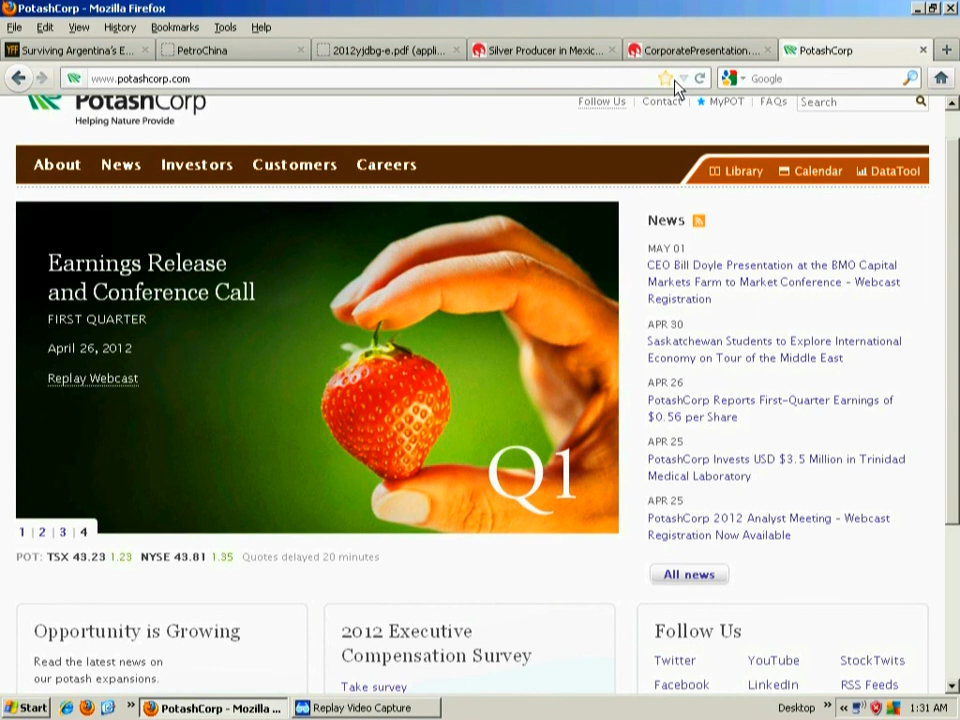 PotashCorp - Mozilla Firefox
File Edit View History Bookmarks Tools Help
Surviving Argentina's E...
PetroChina
2012yjdbg-e.pdf (appli...
Silver Producer in Mexic...
CorporatePresentation....
PotashCorp
www.potashcorp.com
Google
PotashCorp
Helping Nature Provide
Follow Us | Contact | MyPOT | FAQs
Search
About News Investors Customers Careers
Library Calendar DataTool
Earnings Release
and Conference Call
FIRST QUARTER
April 26, 2012
Replay Webcast
Q1
1 | 2 | 3 | 4
POT: TSX 43.23 1.23 NYSE 43.81 1.35 Quotes delayed 20 minutes
News
MAY 01
CEO Bill Doyle Presentation at the BMO Capital
Markets Farm to Market Conference - Webcast
Registration
APR 30
Saskatchewan Students to Explore International
Economy on Tour of the Middle East
APR 26
PotashCorp Reports First-Quarter Earnings of
$0.56 per Share
APR 25
PotashCorp Invests USD $3.5 Million in Trinidad
Medical Laboratory
APR 25
PotashCorp 2012 Analyst Meeting - Webcast
Registration Now Available
All news
Opportunity is Growing
Read the latest news on
our potash expansions.
2012 Executive
Compensation Survey
Take survey
Follow Us
Twitter YouTube StockTwits
Facebook LinkedIn RSS Feeds
Start
PotashCorp - Mozilla ...
Replay Video Capture
Desktop
1:31 AM